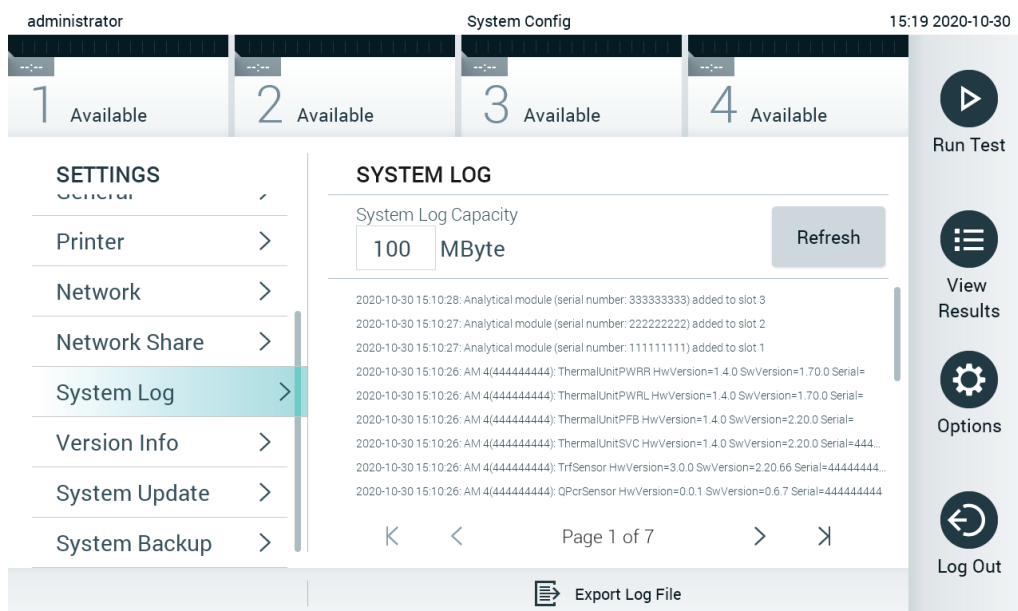 administrator
System Config
15:19 2020-10-30
--:--
1 Available
--:--
2 Available
--:--
3 Available
--:--
4 Available
Run Test
View
Results
Options
Log Out
SETTINGS
General
Printer
Network
Network Share
System Log
Version Info
System Update
System Backup
SYSTEM LOG
System Log Capacity
100 MByte
Refresh
2020-10-30 15:10:28: Analytical module (serial number: 333333333) added to slot 3
2020-10-30 15:10:27: Analytical module (serial number: 222222222) added to slot 2
2020-10-30 15:10:27: Analytical module (serial number: 111111111) added to slot 1
2020-10-30 15:10:26: AM 4(444444444): ThermalUnitPWRR HwVersion=1.4.0 SwVersion=1.70.0 Serial=
2020-10-30 15:10:26: AM 4(444444444): ThermalUnitPWRL HwVersion=1.4.0 SwVersion=1.70.0 Serial=
2020-10-30 15:10:26: AM 4(444444444): ThermalUnitPFB HwVersion=1.4.0 SwVersion=2.20.0 Serial=
2020-10-30 15:10:26: AM 4(444444444): ThermalUnitSVC HwVersion=1.4.0 SwVersion=2.20.0 Serial=444...
2020-10-30 15:10:26: AM 4(444444444): TrfSensor HwVersion=3.0.0 SwVersion=2.20.66 Serial=44444444...
2020-10-30 15:10:26: AM 4(444444444): QPcrSensor HwVersion=0.0.1 SwVersion=0.6.7 Serial=444444444
Page 1 of 7
Export Log File